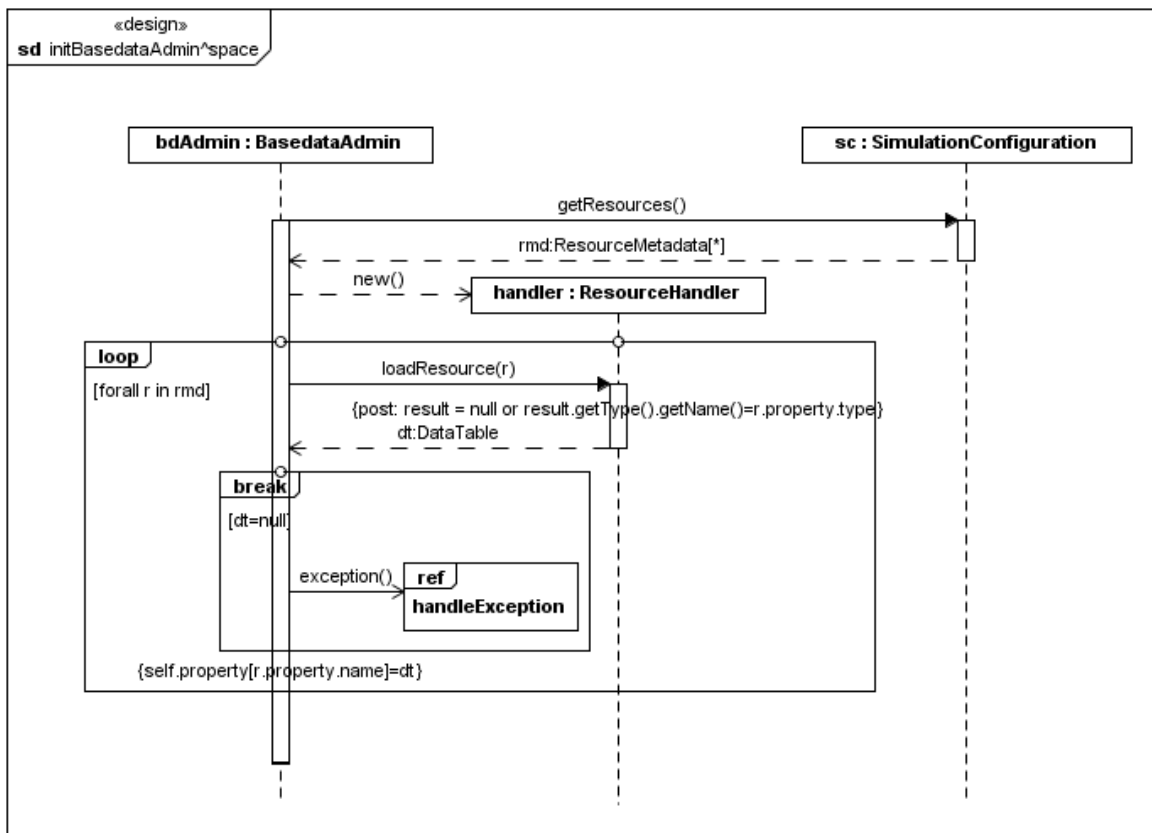 «design»
sd initBasedataAdmin^space
bdAdmin : BasedataAdmin
sc : SimulationConfiguration
getResources()
rmd:ResourceMetadata[*]
new()
handler : ResourceHandler
loop
[forall r in rmd]
loadResource(r)
{post: result = null or result.getType().getName()=r.property.type}
dt:DataTable
break
[dt=null]
exception()
ref
handleException
{self.property[r.property.name]=dt}